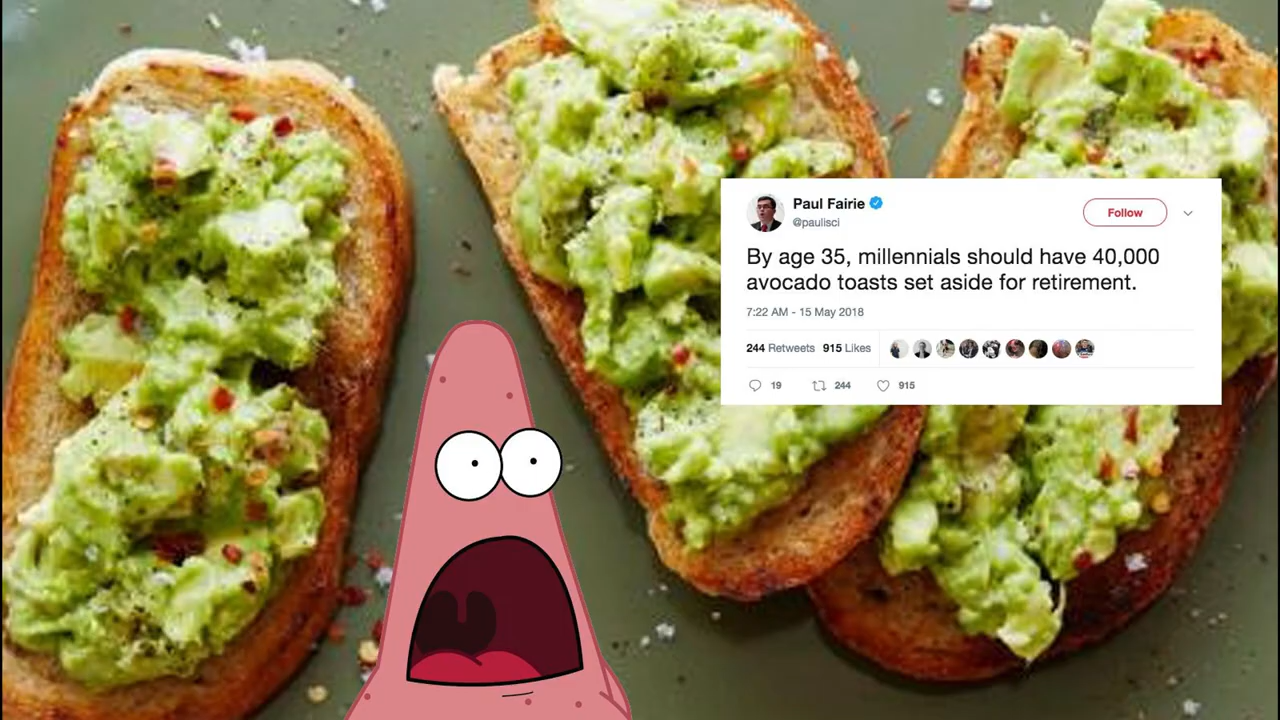 Paul Fairie
@paulisci
Follow
By age 35, millennials should have 40,000
avocado toasts set aside for retirement.
7:22 AM - 15 May 2018
244 Retweets 915 Likes
19 244 915